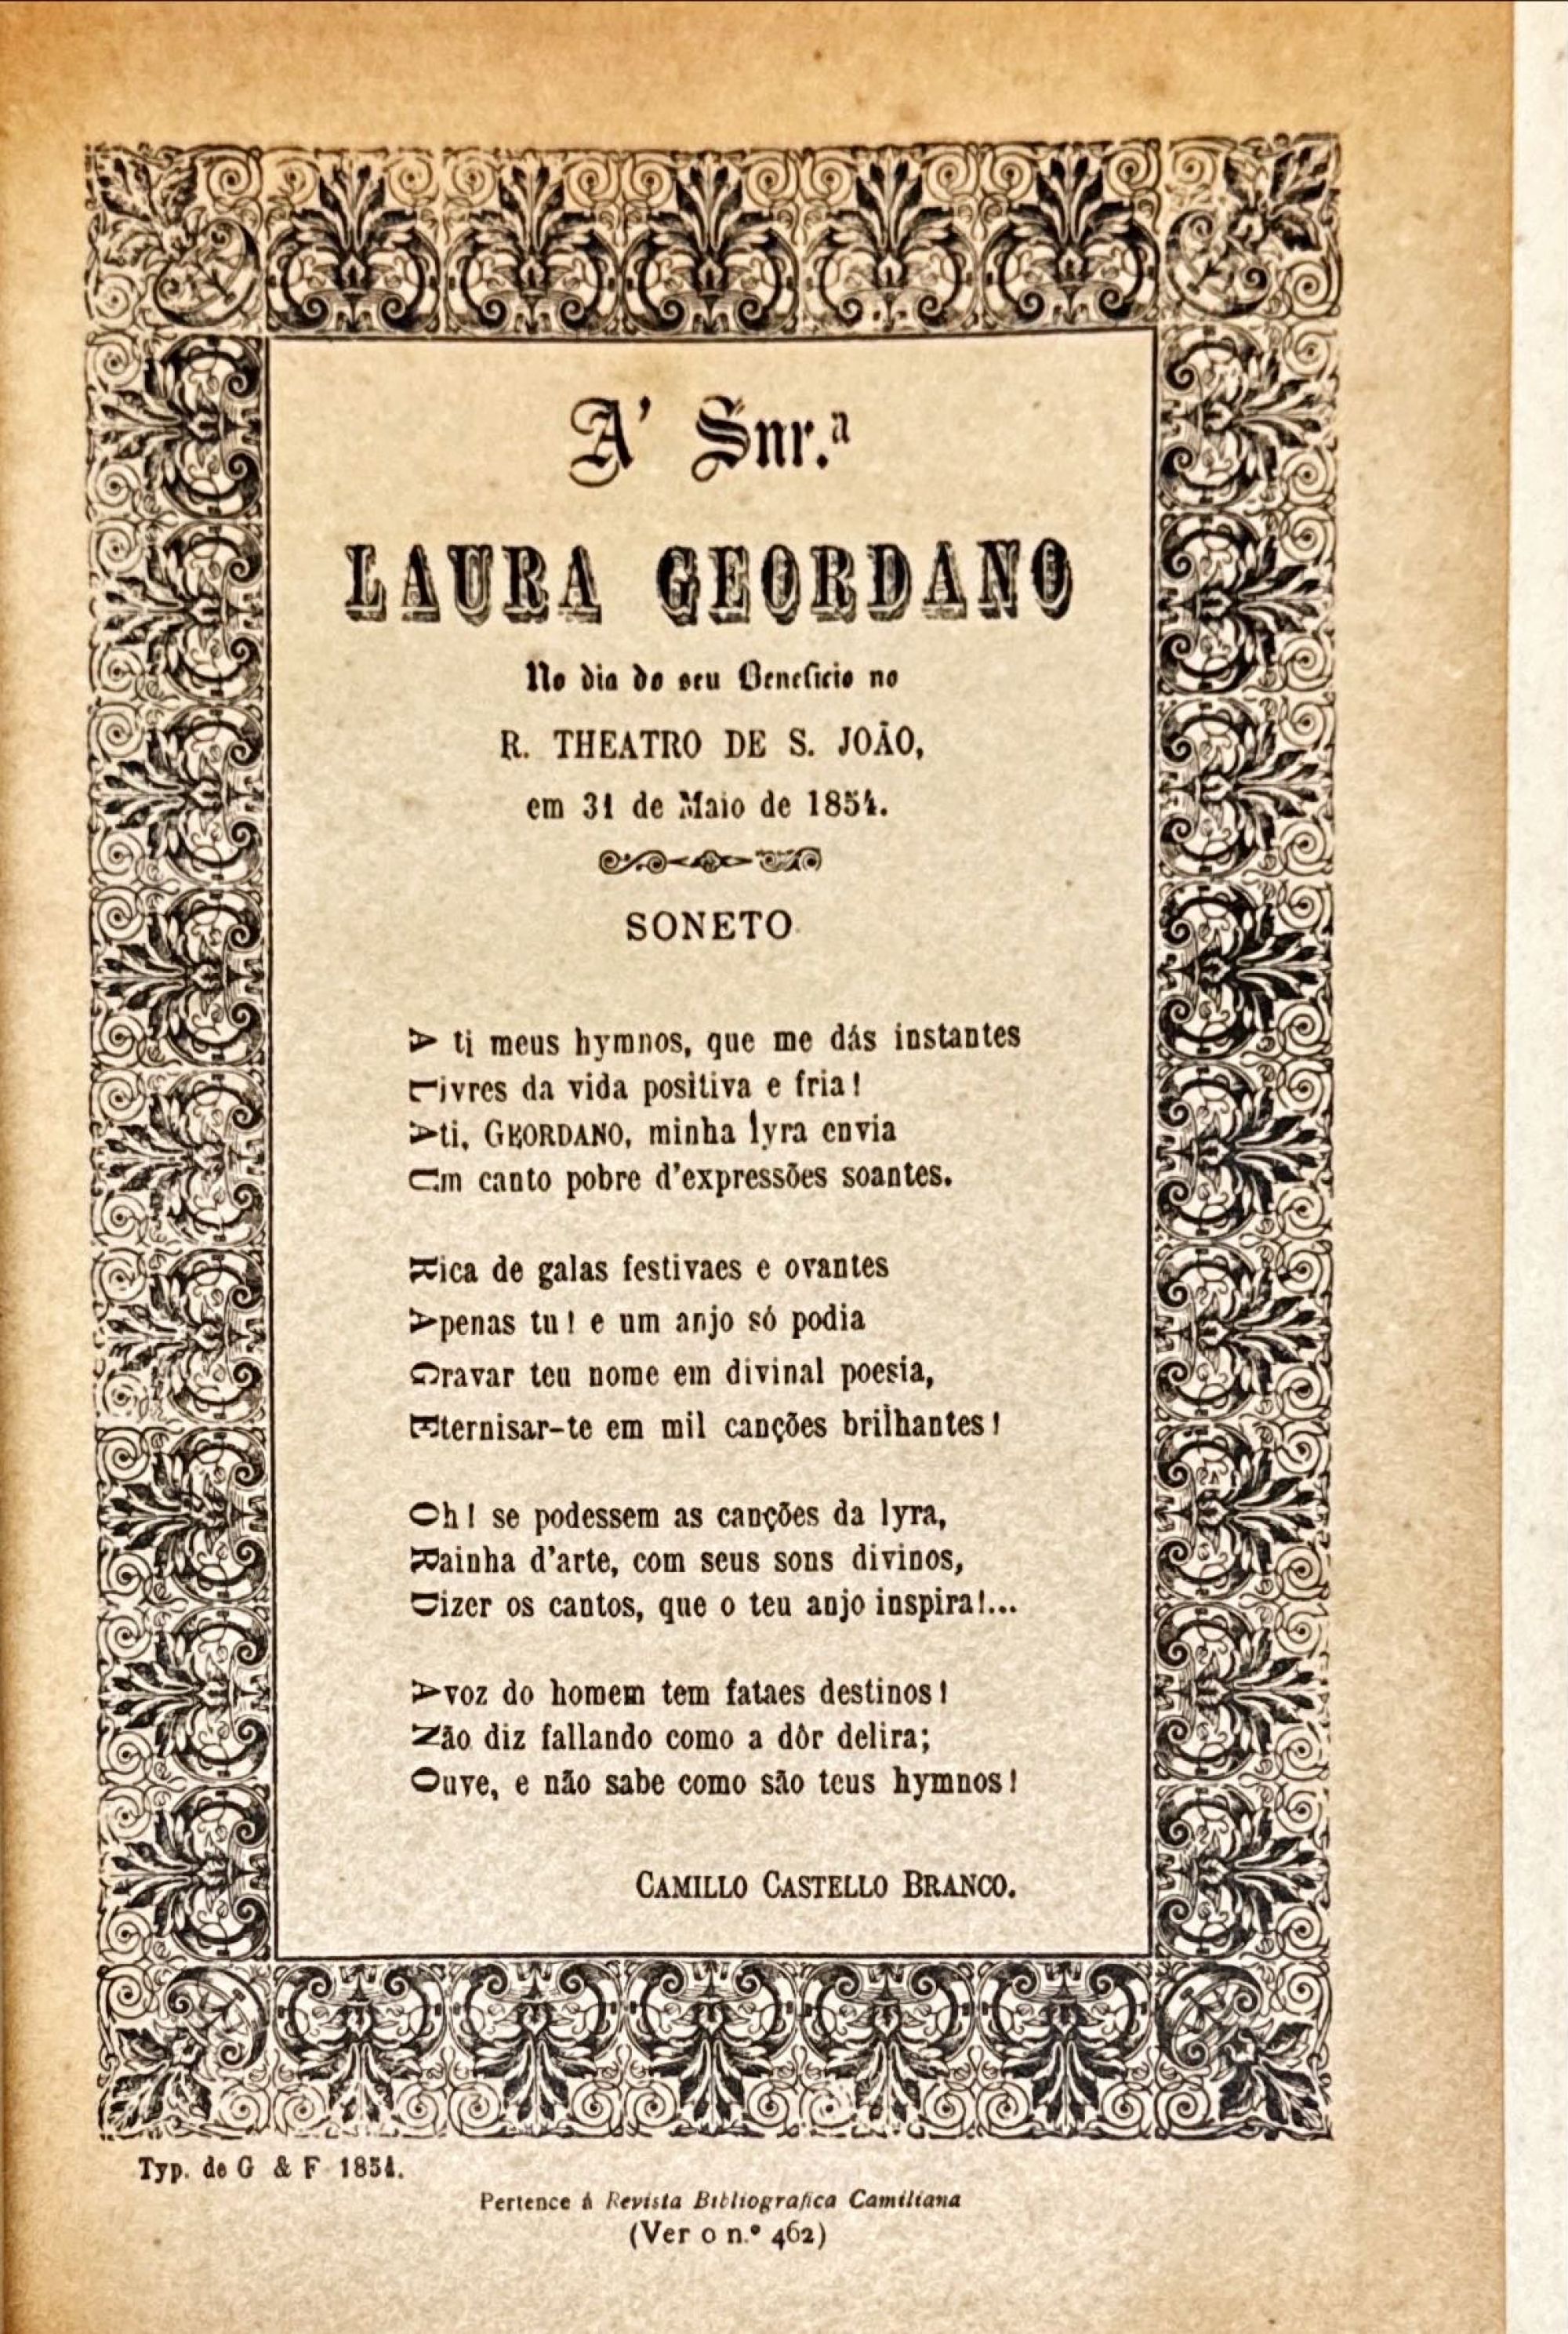 A' Snr.ª
LAURA GEORDANO
No dia do seu Beneficio no
R. THEATRO DE S. JOÃO,
em 31 de Maio de 1854.
SONETO
A ti meus hymnos, que me dás instantes
Livres da vida positiva e fria!
A ti, GEORDANO, minha lyra envia
Um canto pobre d'expressões soantes.
Rica de galas festivaes e ovantes
Apenas tu! e um anjo só podia
Gravar teu nome em divinal poesia,
Eternisar-te em mil canções brilhantes!
Oh! se podessem as canções da lyra,
Rainha d'arte, com seus sons divinos,
Dizer os cantos, que o teu anjo inspira!...
A voz do homem tem fataes destinos!
Não diz fallando como a dôr delira;
Ouve, e não sabe como são teus hymnos!
CAMILLO CASTELLO BRANCO.
Typ. de G & F 1854.
Pertence á Revista Bibliografica Camiliana
(Ver o n.º 462)